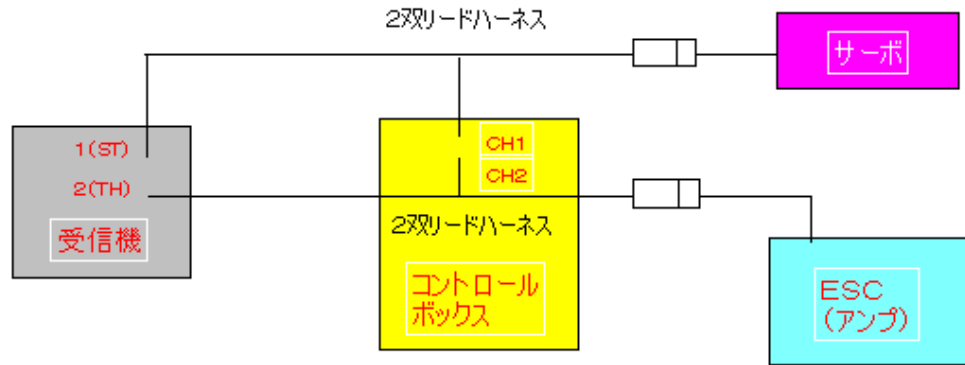 2双リードハーネス
サーボ
1(ST)
2(TH)
受信機
CH1
CH2
2双リードハーネス
コントロール
ボックス
ESC
(アンプ)